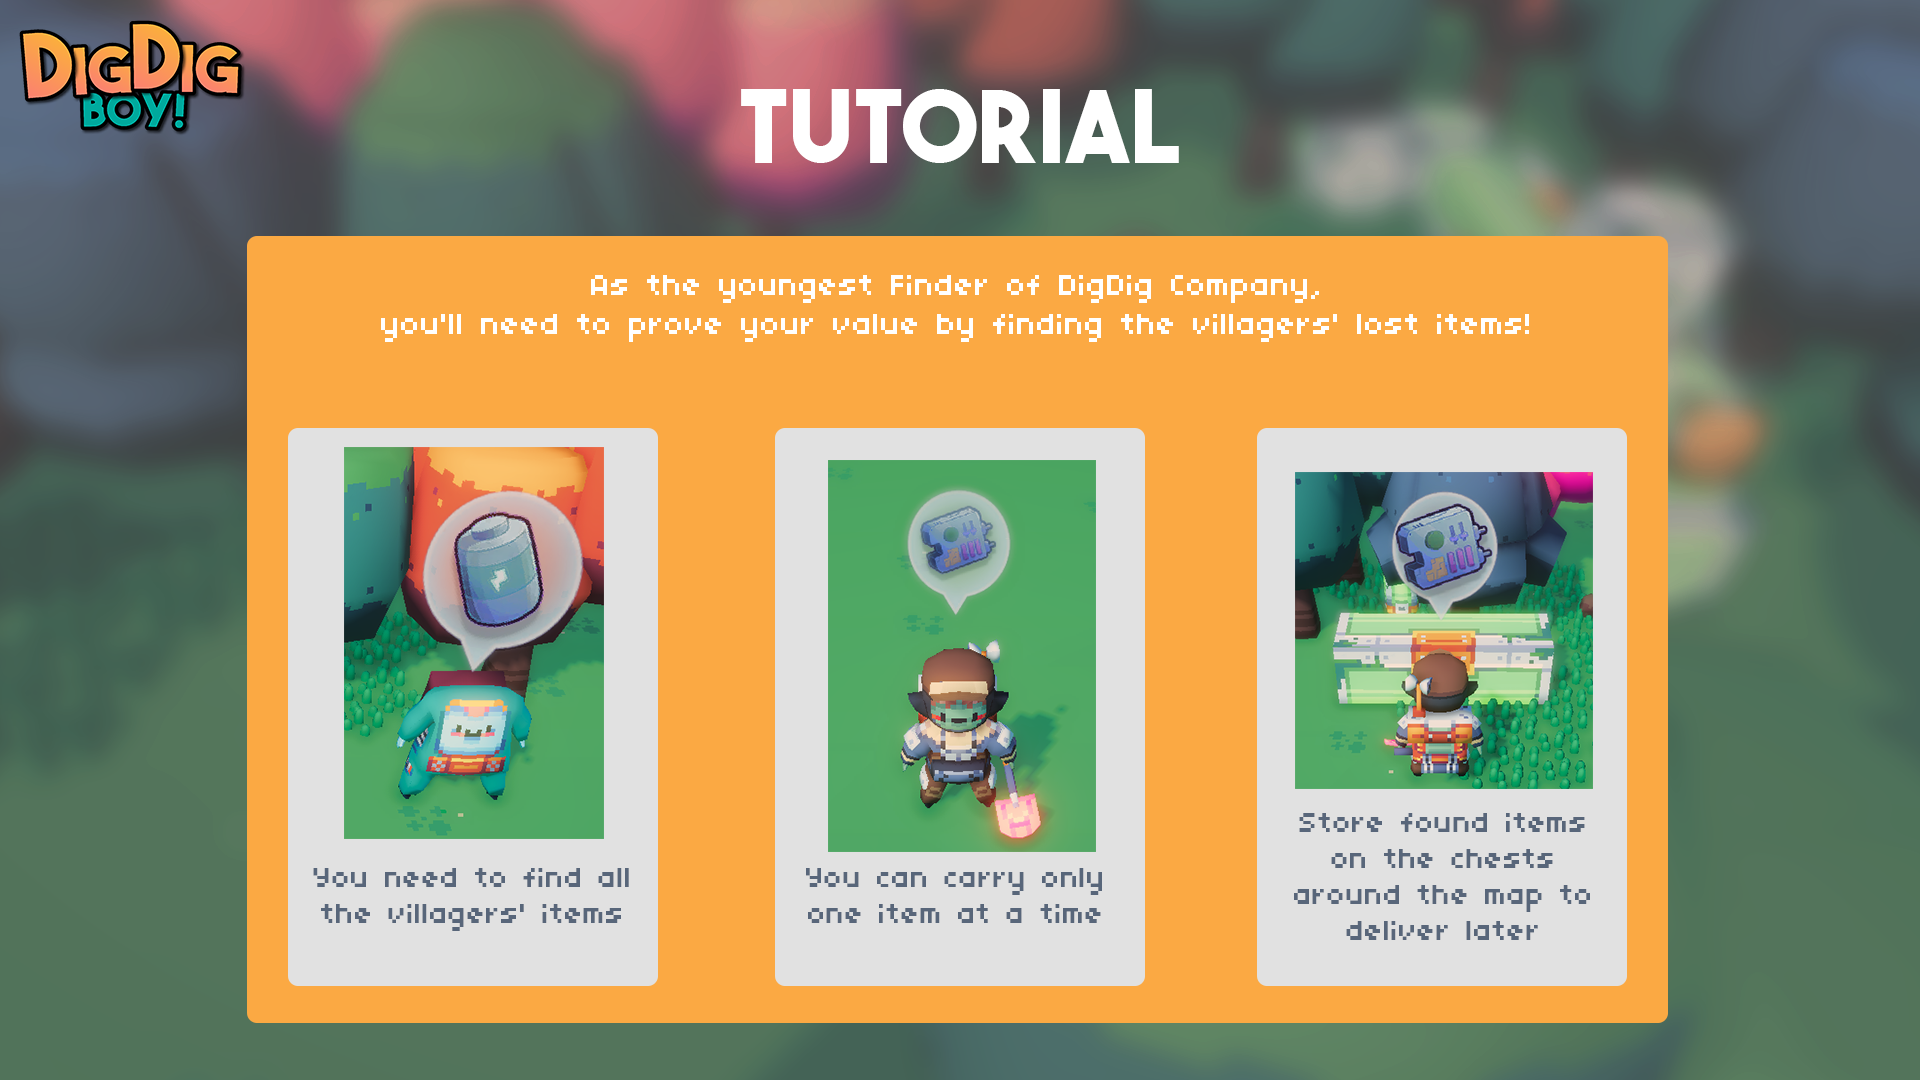 DIGDIG
BOY!
TUTORIAL
As the youngest Finder of DigDig Company,
you'll need to prove your value by finding the villagers' lost items!
You need to find all
the villagers' items
You can carry only
one item at a time
Store found items
on the chests
around the map to
deliver later